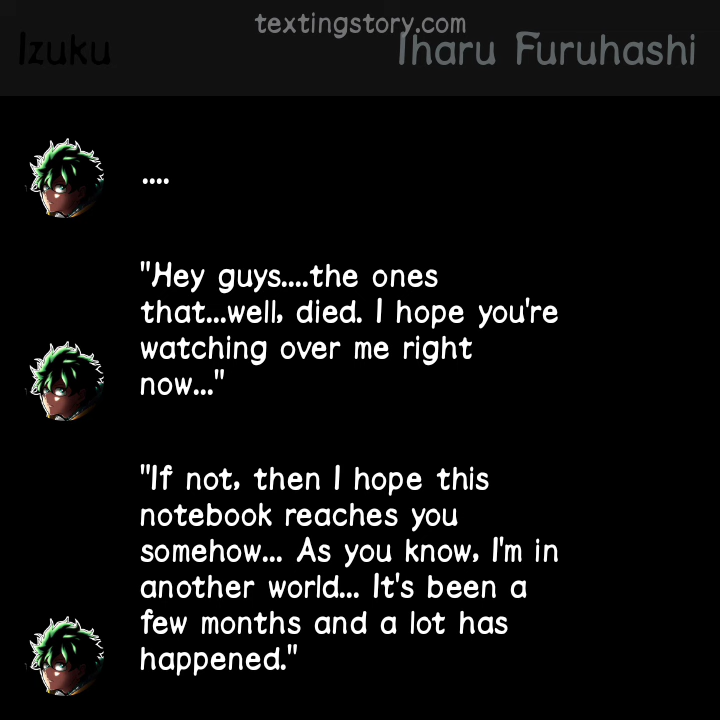 textingstory.com
Izuku
Iharu Furuhashi
....
"Hey guys....the ones
that...well, died. I hope you're
watching over me right
now..."
"If not, then I hope this
notebook reaches you
somehow... As you know, I'm in
another world... It's been a
few months and a lot has
happened."